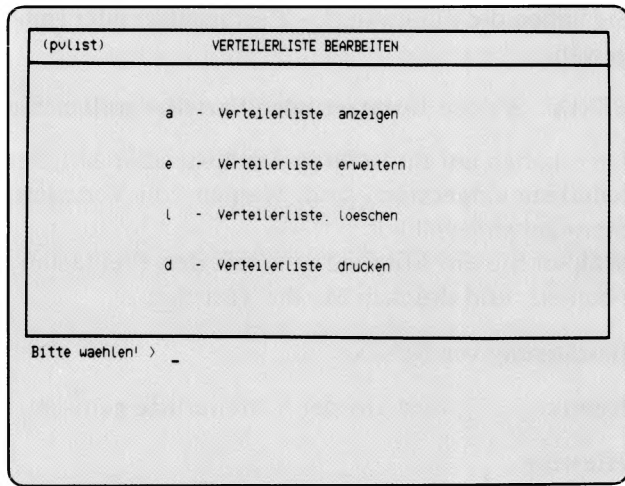 (pvlist) VERTEILERLISTE BEARBEITEN
a - Verteilerliste anzeigen
e - Verteilerliste erweitern
l - Verteilerliste. loeschen
d - Verteilerliste drucken
Bitte waehlen! > _